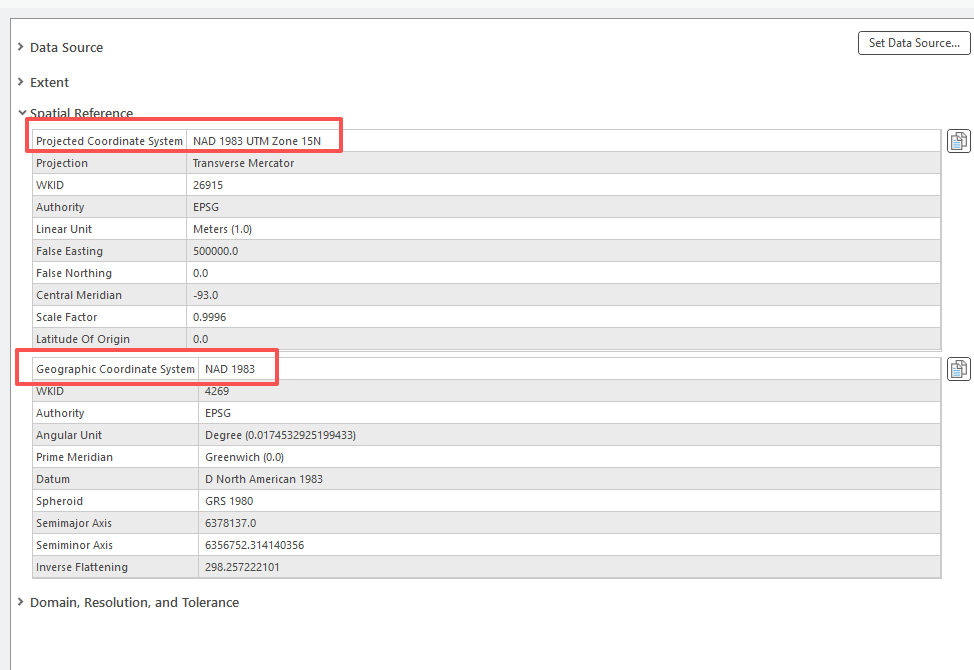 Data Source
Set Data Source...
Extent
Spatial Reference
Projected Coordinate System NAD 1983 UTM Zone 15N
Projection Transverse Mercator
WKID 26915
Authority EPSG
Linear Unit Meters (1.0)
False Easting 500000.0
False Northing 0.0
Central Meridian -93.0
Scale Factor 0.9996
Latitude Of Origin 0.0
Geographic Coordinate System NAD 1983
WKID 4269
Authority EPSG
Angular Unit Degree (0.0174532925199433)
Prime Meridian Greenwich (0.0)
Datum D North American 1983
Spheroid GRS 1980
Semimajor Axis 6378137.0
Semiminor Axis 6356752.314140356
Inverse Flattening 298.257222101
Domain, Resolution, and Tolerance